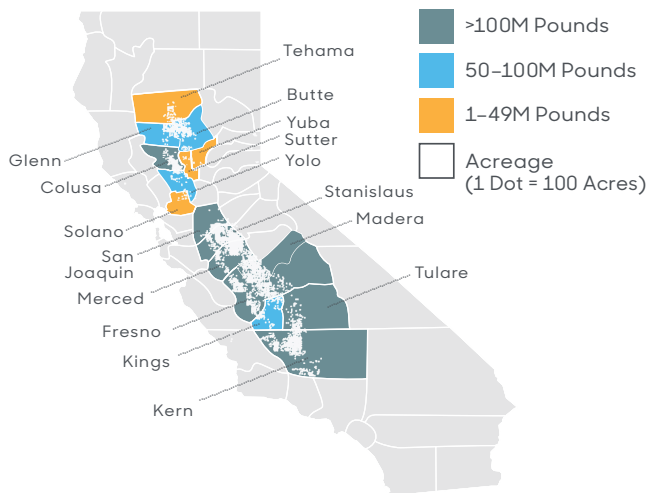 >100M Pounds
50–100M Pounds
1–49M Pounds
Acreage
(1 Dot = 100 Acres)
Tehama
Butte
Yuba
Sutter
Yolo
Glenn
Colusa
Stanislaus
Madera
Solano
San
Joaquin
Merced
Tulare
Fresno
Kings
Kern